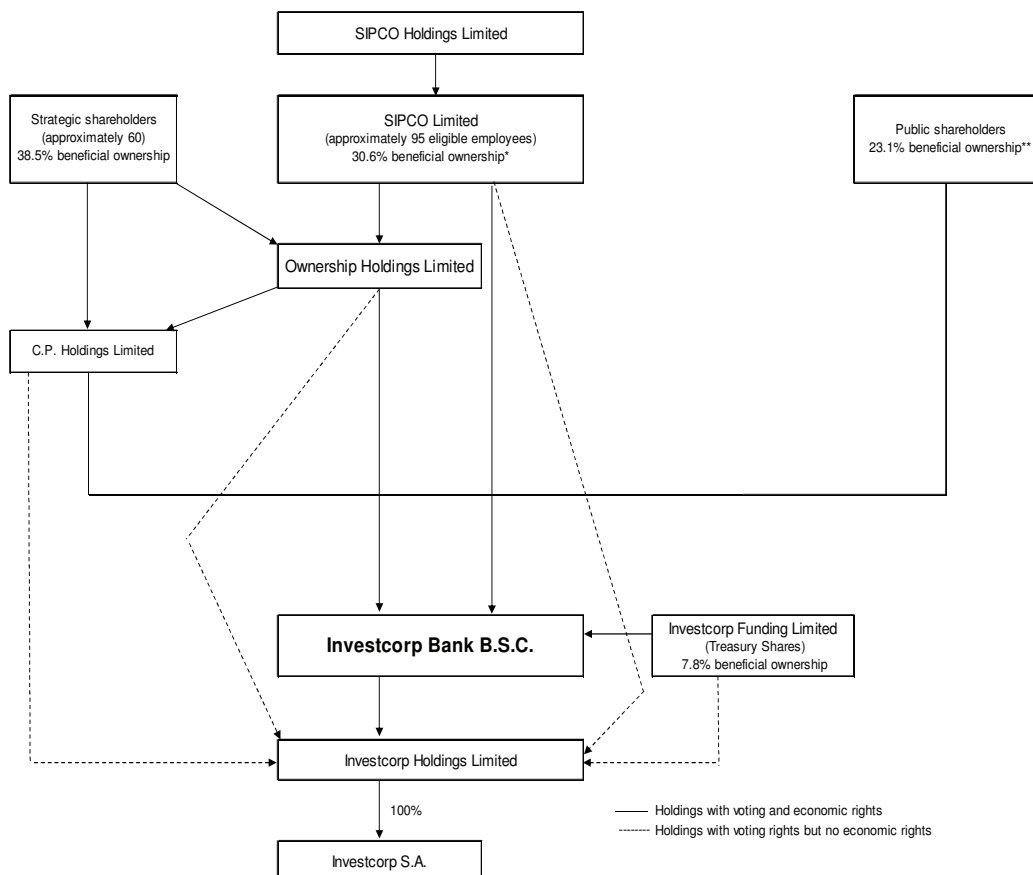 SIPCO Holdings Limited
Strategic shareholders
(approximately 60)
38.5% beneficial ownership
SIPCO Limited
(approximately 95 eligible employees)
30.6% beneficial ownership*
Public shareholders
23.1% beneficial ownership**
Ownership Holdings Limited
C.P. Holdings Limited
Investcorp Bank B.S.C.
Investcorp Funding Limited
(Treasury Shares)
7.8% beneficial ownership
Investcorp Holdings Limited
100%
Holdings with voting and economic rights
Holdings with voting rights but no economic rights
Investcorp S.A.